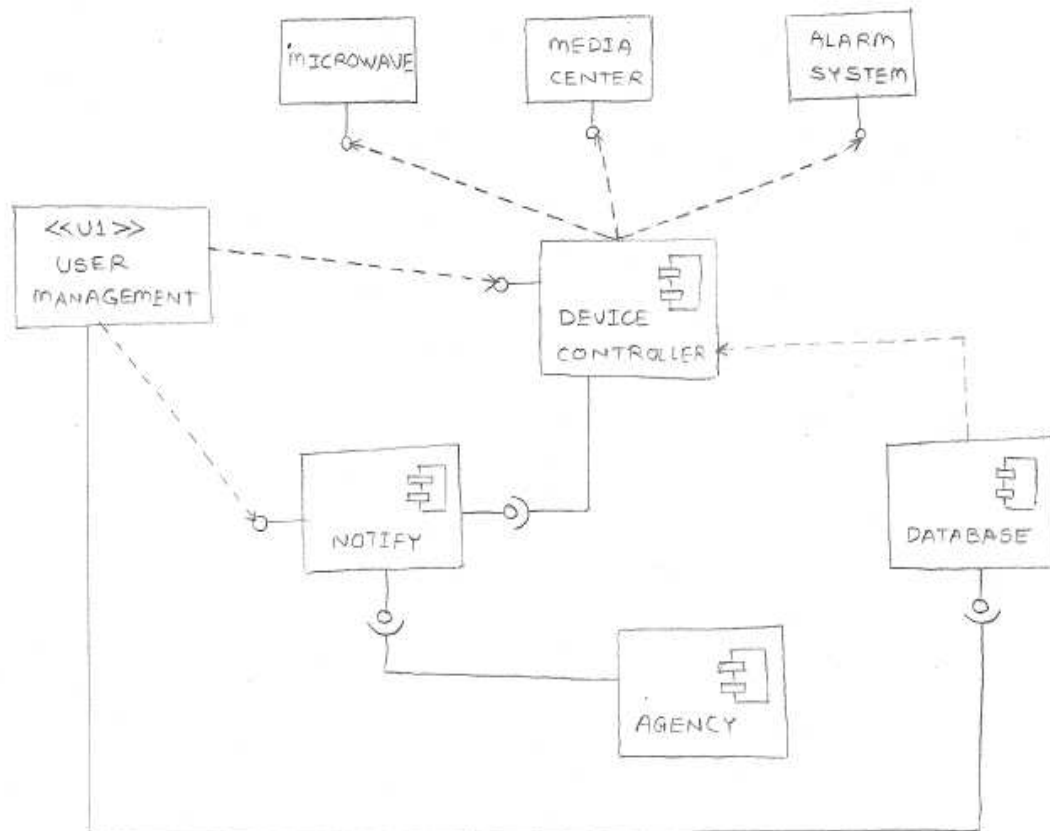 MICROWAVE
MEDIA
CENTER
ALARM
SYSTEM
<<U1>>
USER
MANAGEMENT
DEVICE
CONTROLLER
NOTIFY
DATABASE
AGENCY